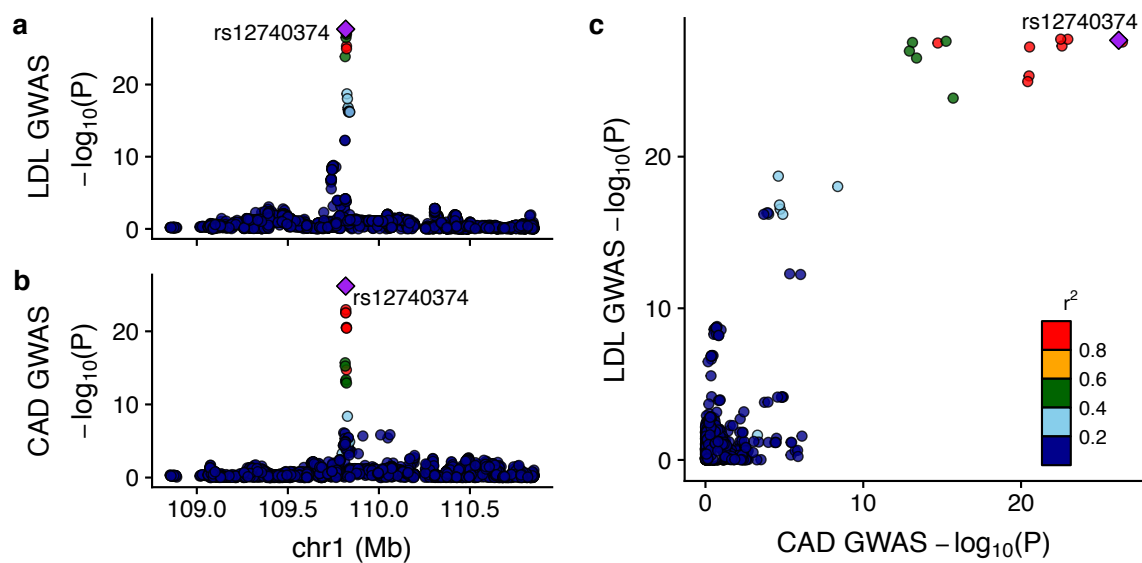 a
LDL GWAS
−log₁₀(P)
20
10
0
rs12740374
b
CAD GWAS
−log₁₀(P)
20
10
0
rs12740374
109.0 109.5 110.0 110.5
chr1 (Mb)
c
LDL GWAS −log₁₀(P)
20
10
0
rs12740374
r²
0.8
0.6
0.4
0.2
0 10 20
CAD GWAS −log₁₀(P)